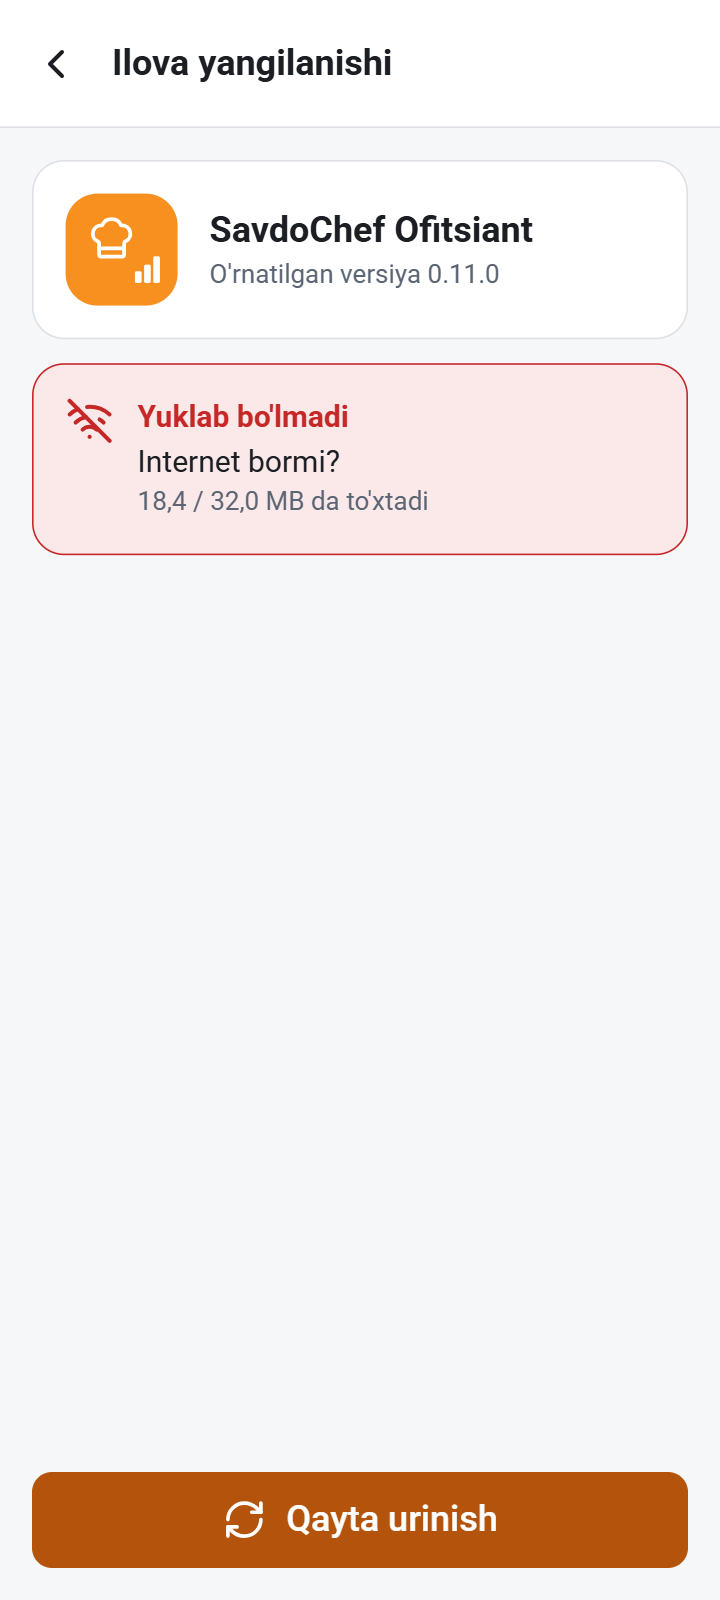 Ilova yangilanishi
SavdoChef Ofitsiant
O'rnatilgan versiya 0.11.0
Yuklab bo'lmadi
Internet bormi?
18,4 / 32,0 MB da to'xtadi
Qayta urinish